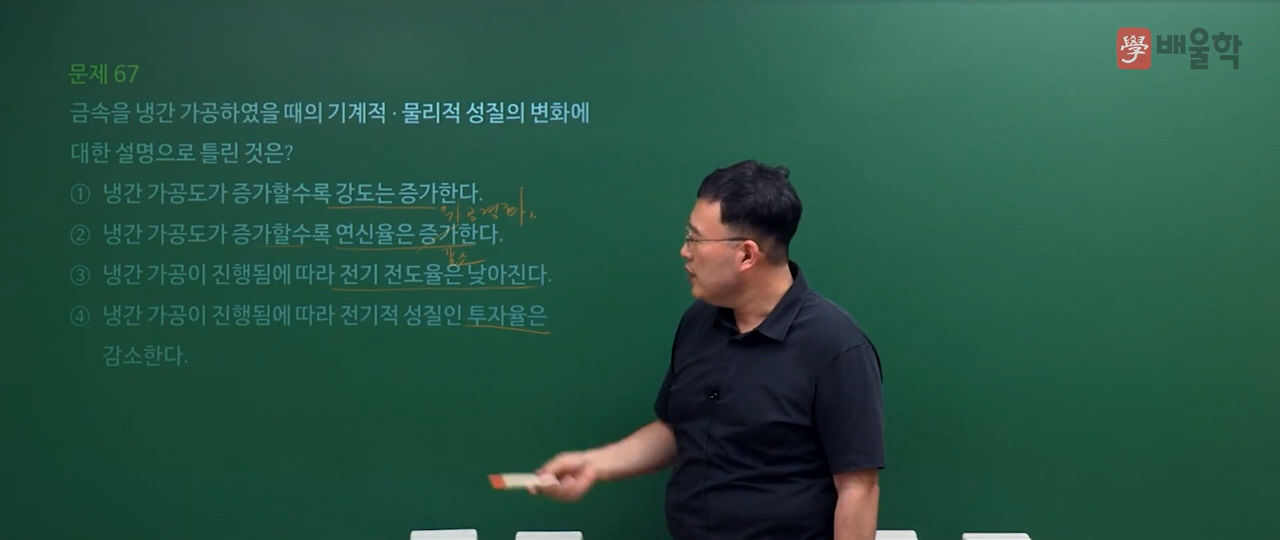 學 배울학
문제 67
금속을 냉간 가공하였을 때의 기계적·물리적 성질의 변화에
대한 설명으로 틀린 것은?
① 냉간 가공도가 증가할수록 강도는 증가한다.
② 냉간 가공도가 증가할수록 연신율은 증가한다.
감소
③ 냉간 가공이 진행됨에 따라 전기 전도율은 낮아진다.
④ 냉간 가공이 진행됨에 따라 전기적 성질인 투자율은
감소한다.